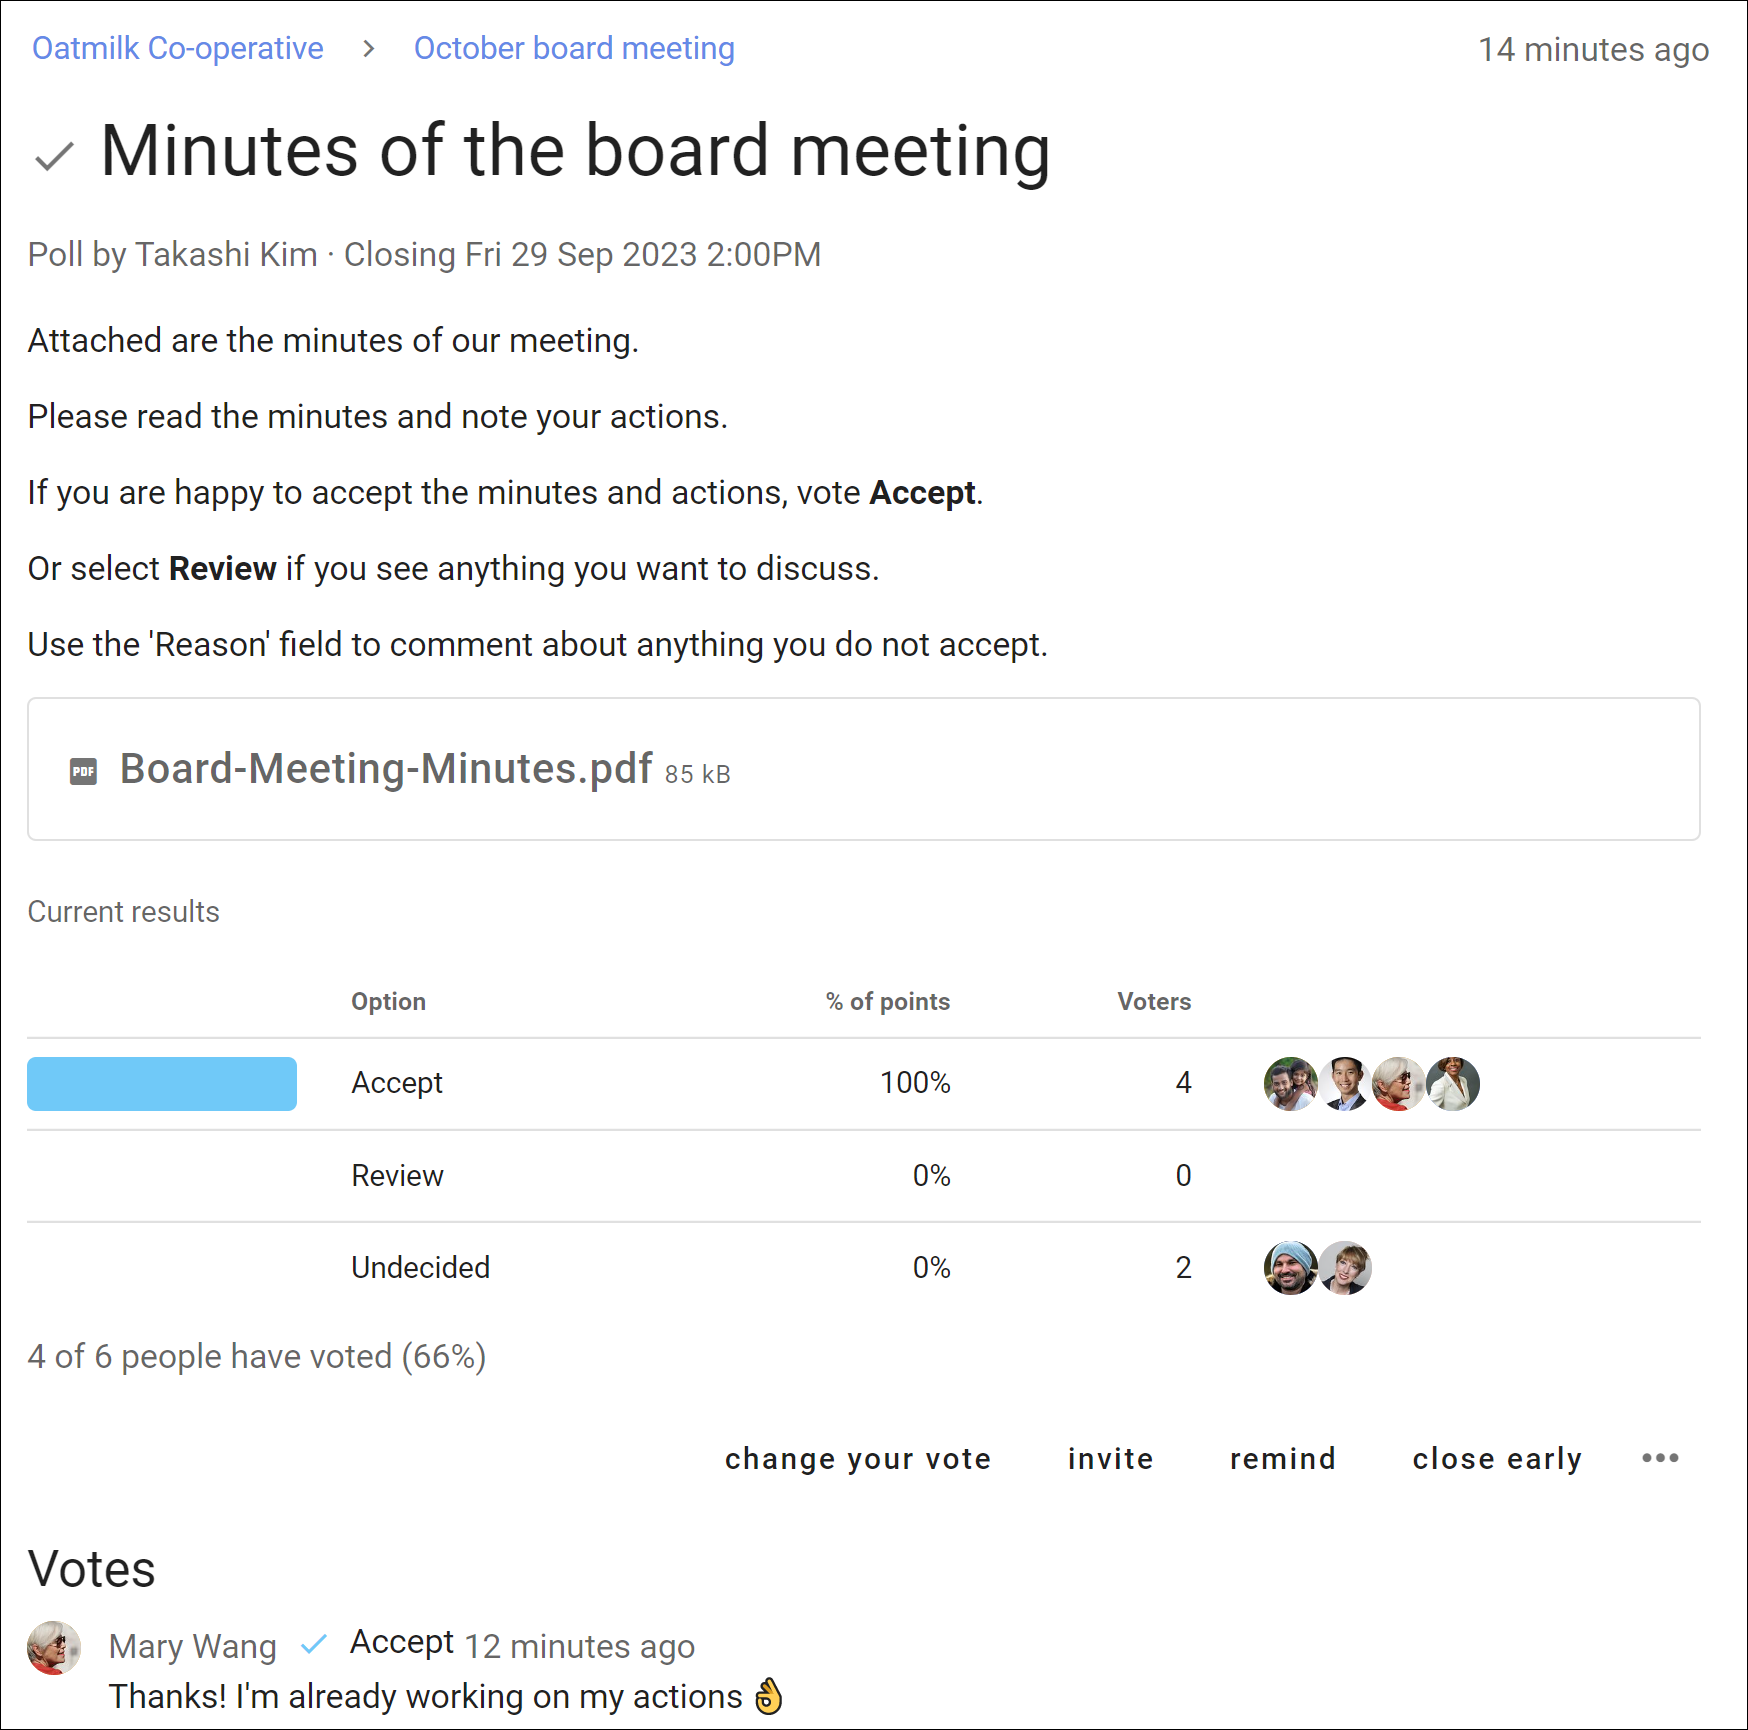 Oatmilk Co-operative > October board meeting 14 minutes ago
Minutes of the board meeting
Poll by Takashi Kim · Closing Fri 29 Sep 2023 2:00PM
Attached are the minutes of our meeting.
Please read the minutes and note your actions.
If you are happy to accept the minutes and actions, vote Accept.
Or select Review if you see anything you want to discuss.
Use the 'Reason' field to comment about anything you do not accept.
PDF Board-Meeting-Minutes.pdf 85 kB
Current results
Option % of points Voters
Accept 100% 4
Review 0% 0
Undecided 0% 2
4 of 6 people have voted (66%)
change your vote invite remind close early
Votes
Mary Wang Accept 12 minutes ago
Thanks! I'm already working on my actions 👌